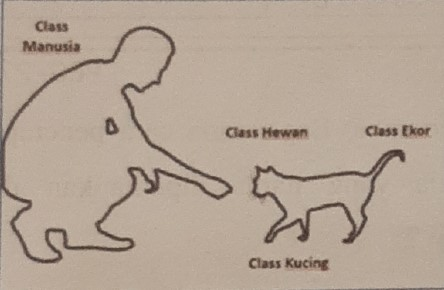 Class
Manusia
Class Hewan
Class Ekor
Class Kucing